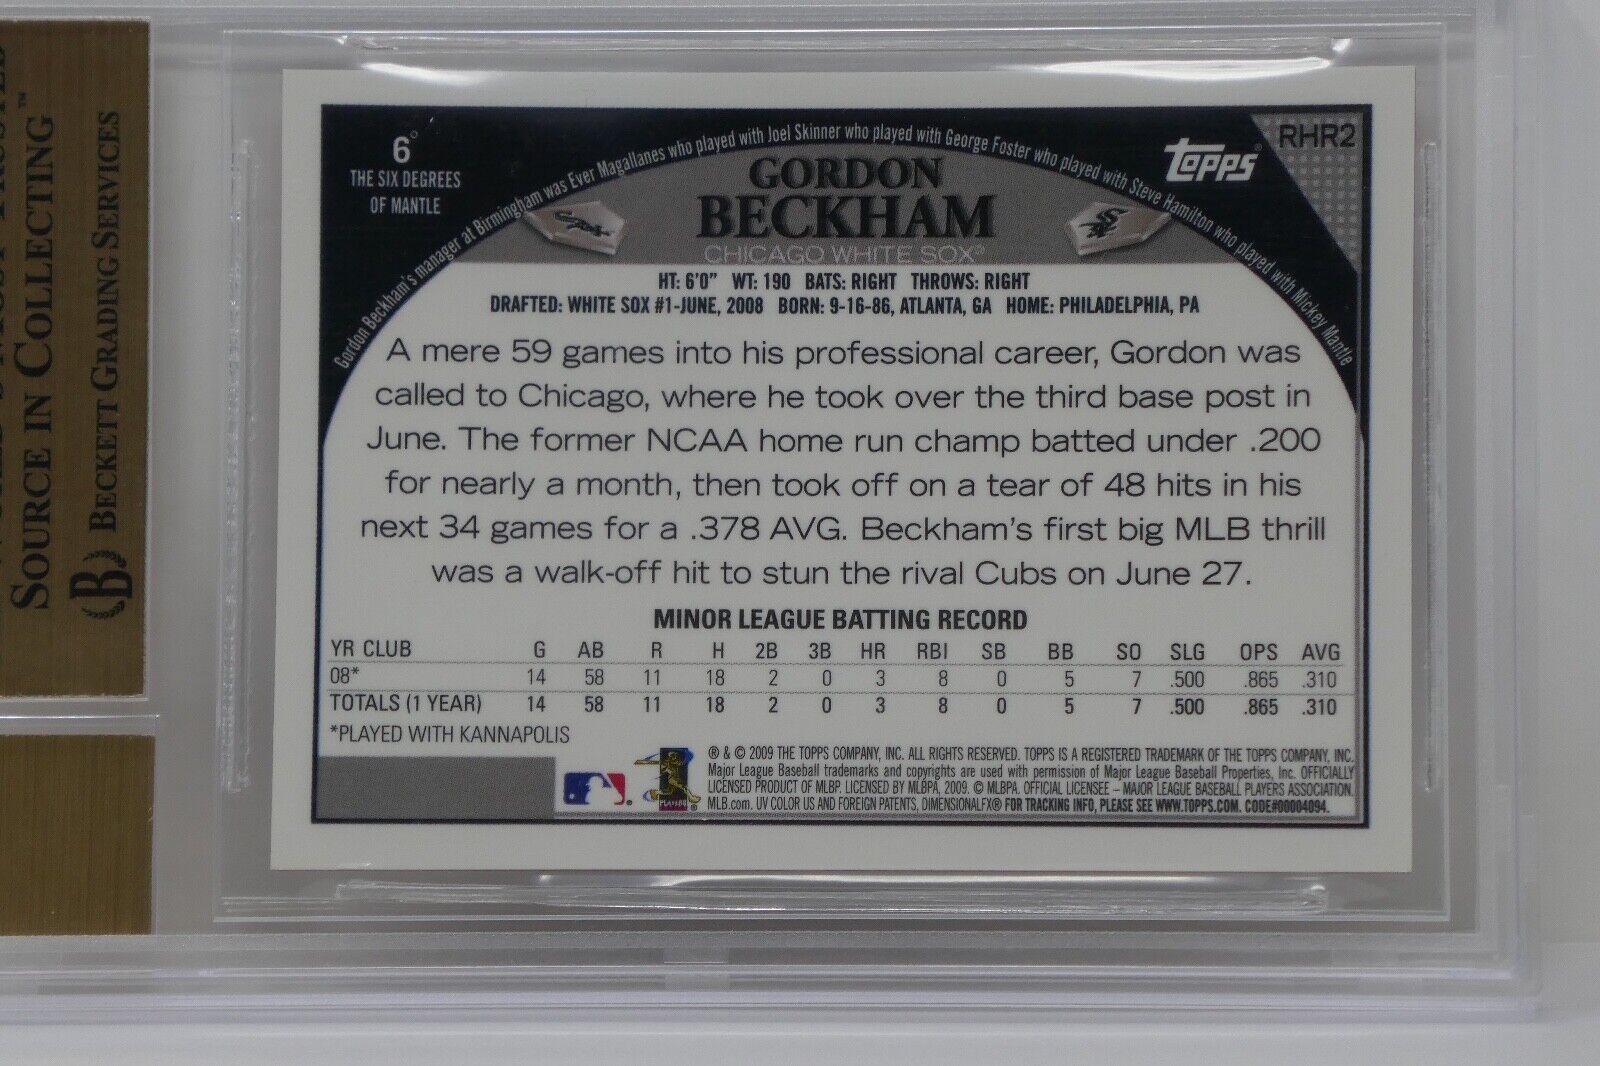 SOURCE IN COLLECTING™
BECKETT GRADING SERVICES
B
6°
THE SIX DEGREES
OF MANTLE
Gordon Beckham's manager at Birmingham was Ever Magallanes who played with Joel Skinner who played with George Foster who played with Steve Hamilton who played with Mickey Mantle
topps®
RHR2
GORDON
BECKHAM
CHICAGO WHITE SOX®
HT: 6'0" WT: 190 BATS: RIGHT THROWS: RIGHT
DRAFTED: WHITE SOX #1-JUNE, 2008 BORN: 9-16-86, ATLANTA, GA HOME: PHILADELPHIA, PA
A mere 59 games into his professional career, Gordon was
called to Chicago, where he took over the third base post in
June. The former NCAA home run champ batted under .200
for nearly a month, then took off on a tear of 48 hits in his
next 34 games for a .378 AVG. Beckham's first big MLB thrill
was a walk-off hit to stun the rival Cubs on June 27.
MINOR LEAGUE BATTING RECORD
YR CLUB G AB R H 2B 3B HR RBI SB BB SO SLG OPS AVG
08* 14 58 11 18 2 0 3 8 0 5 7 .500 .865 .310
TOTALS (1 YEAR) 14 58 11 18 2 0 3 8 0 5 7 .500 .865 .310
*PLAYED WITH KANNAPOLIS
® & © 2009 THE TOPPS COMPANY, INC. ALL RIGHTS RESERVED. TOPPS IS A REGISTERED TRADEMARK OF THE TOPPS COMPANY, INC.
Major League Baseball trademarks and copyrights are used with permission of Major League Baseball Properties, Inc. OFFICIALLY
LICENSED PRODUCT OF MLBP. LICENSED BY MLBPA, 2009. © MLBPA. OFFICIAL LICENSEE – MAJOR LEAGUE BASEBALL PLAYERS ASSOCIATION.
MLB.com. UV COLOR US AND FOREIGN PATENTS, DIMENSIONALFX® FOR TRACKING INFO, PLEASE SEE WWW.TOPPS.COM. CODE#00004094.